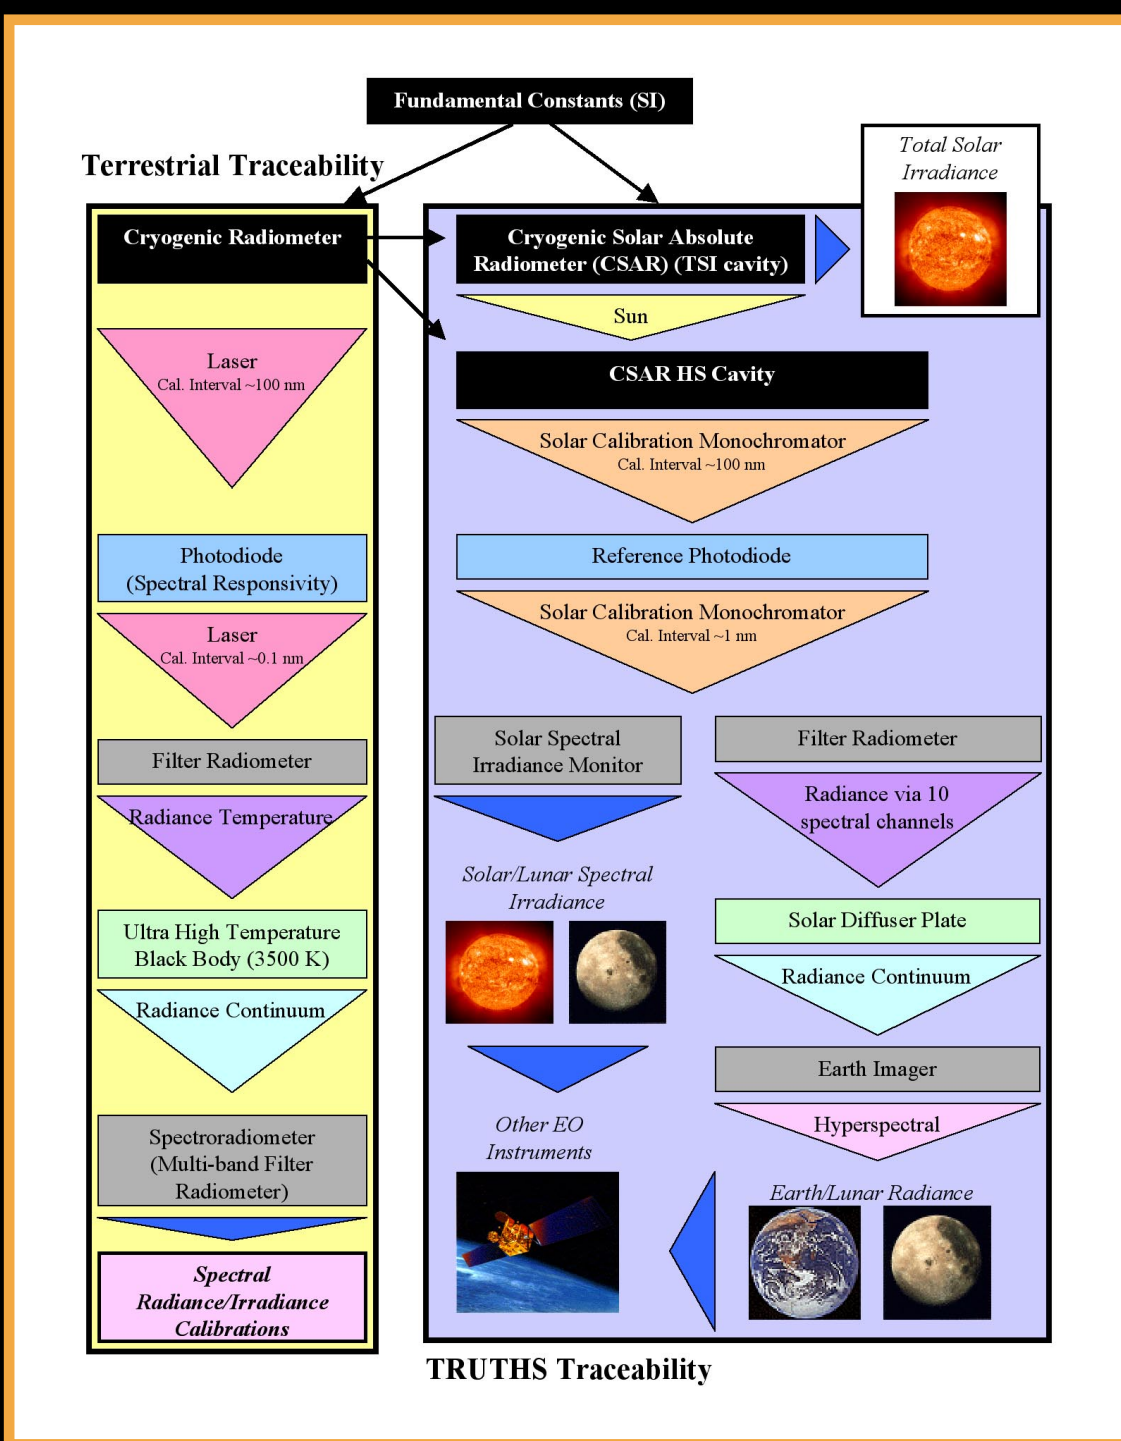 Fundamental Constants (SI)
Terrestrial Traceability
Cryogenic Radiometer
Laser
Cal. Interval ~100 nm
Photodiode
(Spectral Responsivity)
Laser
Cal. Interval ~0.1 nm
Filter Radiometer
Radiance Temperature
Ultra High Temperature
Black Body (3500 K)
Radiance Continuum
Spectroradiometer
(Multi-band Filter
Radiometer)
Spectral
Radiance/Irradiance
Calibrations
Cryogenic Solar Absolute
Radiometer (CSAR) (TSI cavity)
Total Solar
Irradiance
Sun
CSAR HS Cavity
Solar Calibration Monochromator
Cal. Interval ~100 nm
Reference Photodiode
Solar Calibration Monochromator
Cal. Interval ~1 nm
Solar Spectral
Irradiance Monitor
Solar/Lunar Spectral
Irradiance
Other EO
Instruments
Filter Radiometer
Radiance via 10
spectral channels
Solar Diffuser Plate
Radiance Continuum
Earth Imager
Hyperspectral
Earth/Lunar Radiance
TRUTHS Traceability